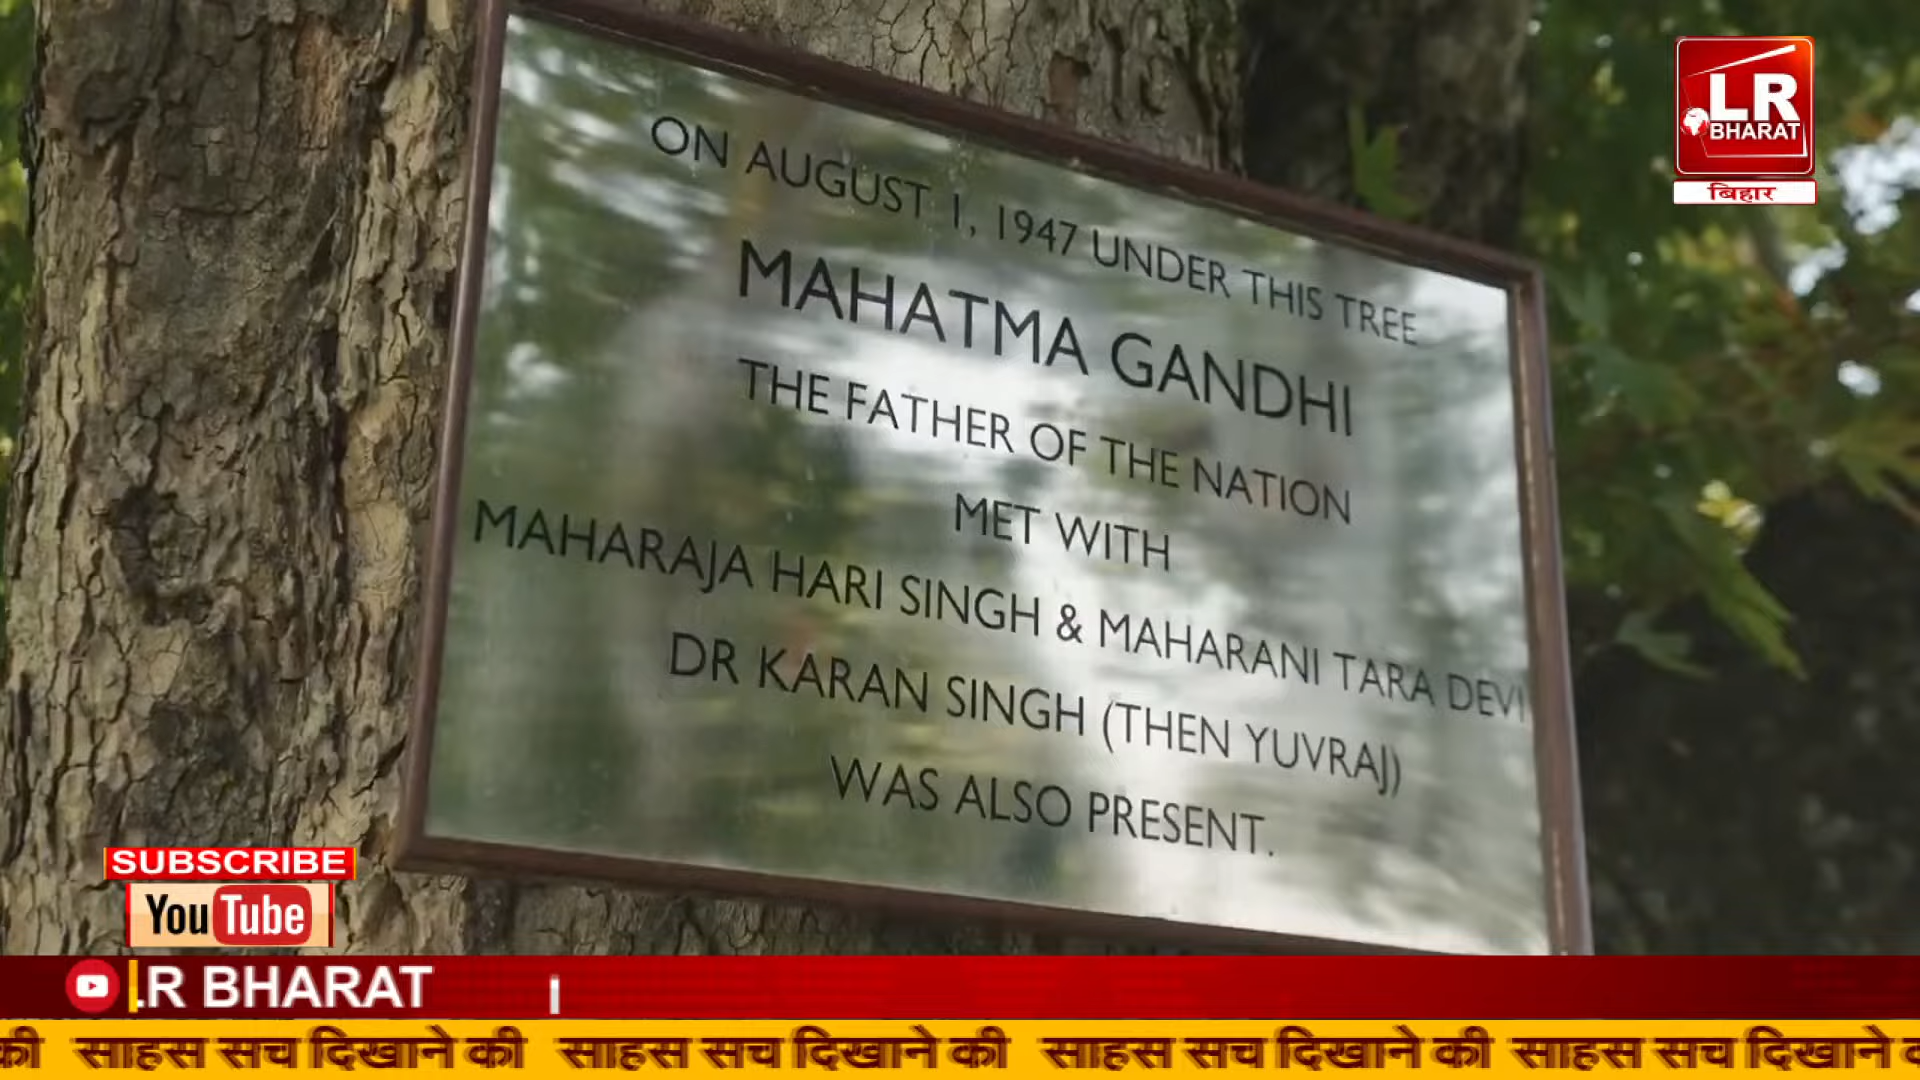 LR
BHARAT
बिहार
ON AUGUST 1, 1947 UNDER THIS TREE
MAHATMA GANDHI
THE FATHER OF THE NATION
MET WITH
MAHARAJA HARI SINGH & MAHARANI TARA DEVI
DR KARAN SINGH (THEN YUVRAJ)
WAS ALSO PRESENT.
SUBSCRIBE
YouTube
LR BHARAT
की साहस सच दिखाने की साहस सच दिखाने की साहस सच दिखाने की साहस सच दिखाने